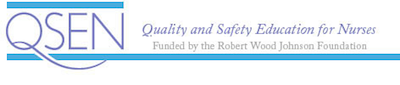 QSEN
Quality and Safety Education for Nurses
Funded by the Robert Wood Johnson Foundation